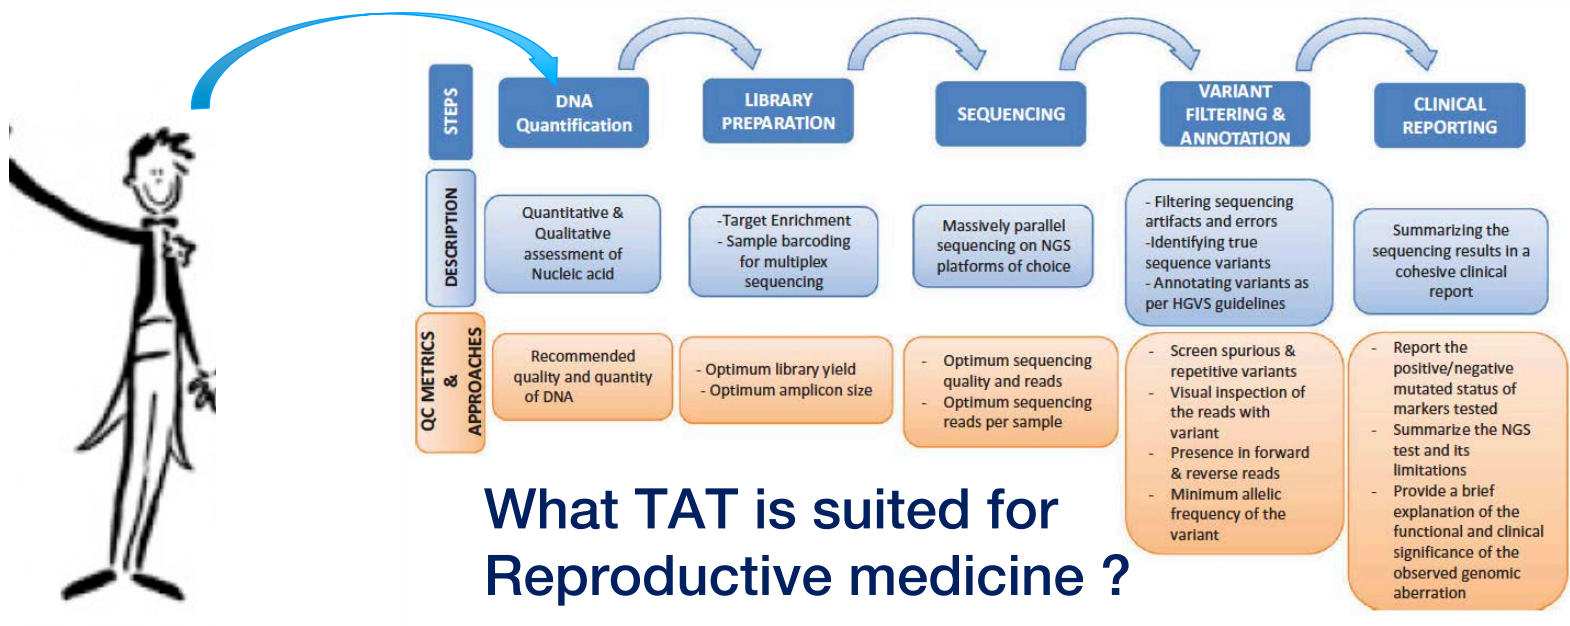 STEPS
DNA
Quantification
LIBRARY
PREPARATION
SEQUENCING
VARIANT
FILTERING &
ANNOTATION
CLINICAL
REPORTING
DESCRIPTION
Quantitative &
Qualitative
assessment of
Nucleic acid
-Target Enrichment
- Sample barcoding
for multiplex
sequencing
Massively parallel
sequencing on NGS
platforms of choice
- Filtering sequencing
artifacts and errors
-Identifying true
sequence variants
- Annotating variants as
per HGVS guidelines
Summarizing the
sequencing results in a
cohesive clinical
report
QC METRICS
&
APPROACHES
Recommended
quality and quantity
of DNA
- Optimum library yield
- Optimum amplicon size
- Optimum sequencing
quality and reads
- Optimum sequencing
reads per sample
- Screen spurious &
repetitive variants
- Visual inspection of
the reads with
variant
- Presence in forward
& reverse reads
- Minimum allelic
frequency of the
variant
- Report the
positive/negative
mutated status of
markers tested
- Summarize the NGS
test and its
limitations
- Provide a brief
explanation of the
functional and clinical
significance of the
observed genomic
aberration
What TAT is suited for
Reproductive medicine ?